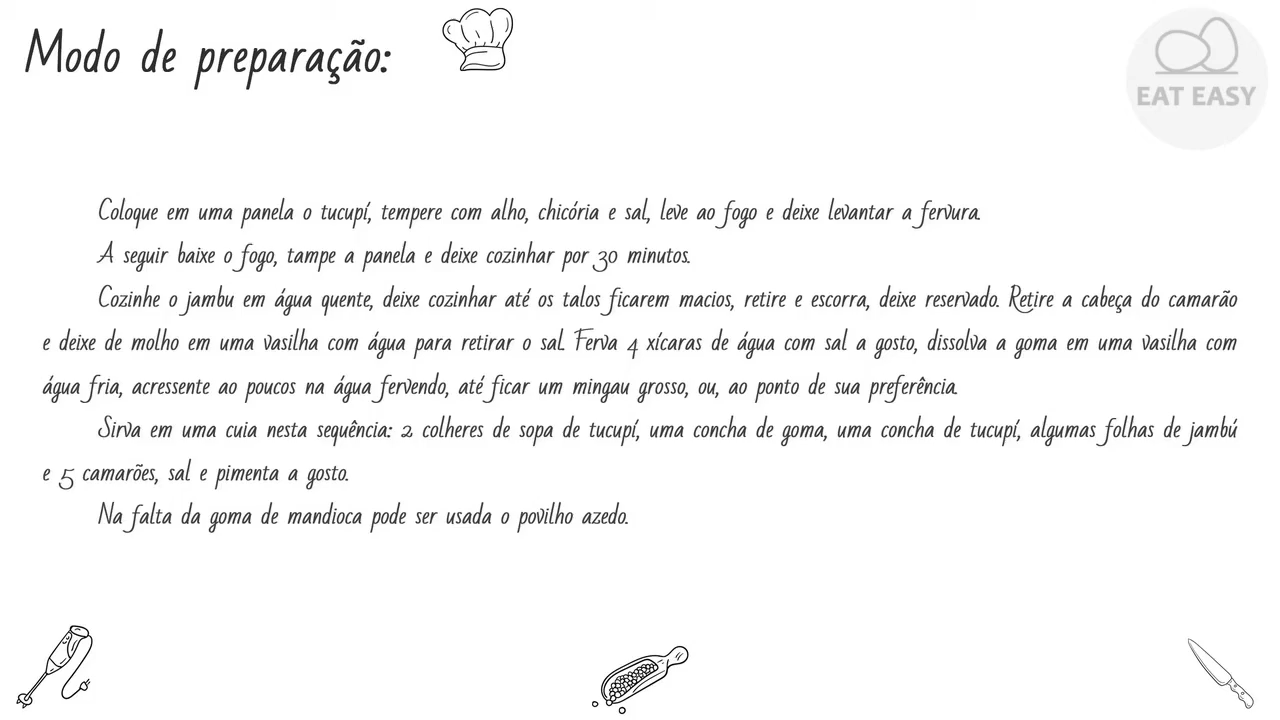 Modo de preparação:
EAT EASY
Coloque em uma panela o tucupí, tempere com alho, chicória e sal, leve ao fogo e deixe levantar a fervura.
A seguir baixe o fogo, tampe a panela e deixe cozinhar por 30 minutos.
Cozinhe o jambu em água quente, deixe cozinhar até os talos ficarem macios, retire e escorra, deixe reservado. Retire a cabeça do camarão
e deixe de molho em uma vasilha com água para retirar o sal. Ferva 4 xícaras de água com sal a gosto, dissolva a goma em uma vasilha com
água fria, acressente ao poucos na água fervendo, até ficar um mingau grosso, ou, ao ponto de sua preferência.
Sirva em uma cuia nesta sequência: 2 colheres de sopa de tucupí, uma concha de goma, uma concha de tucupí, algumas folhas de jambú
e 5 camarões, sal e pimenta a gosto.
Na falta da goma de mandioca pode ser usada o povilho azedo.